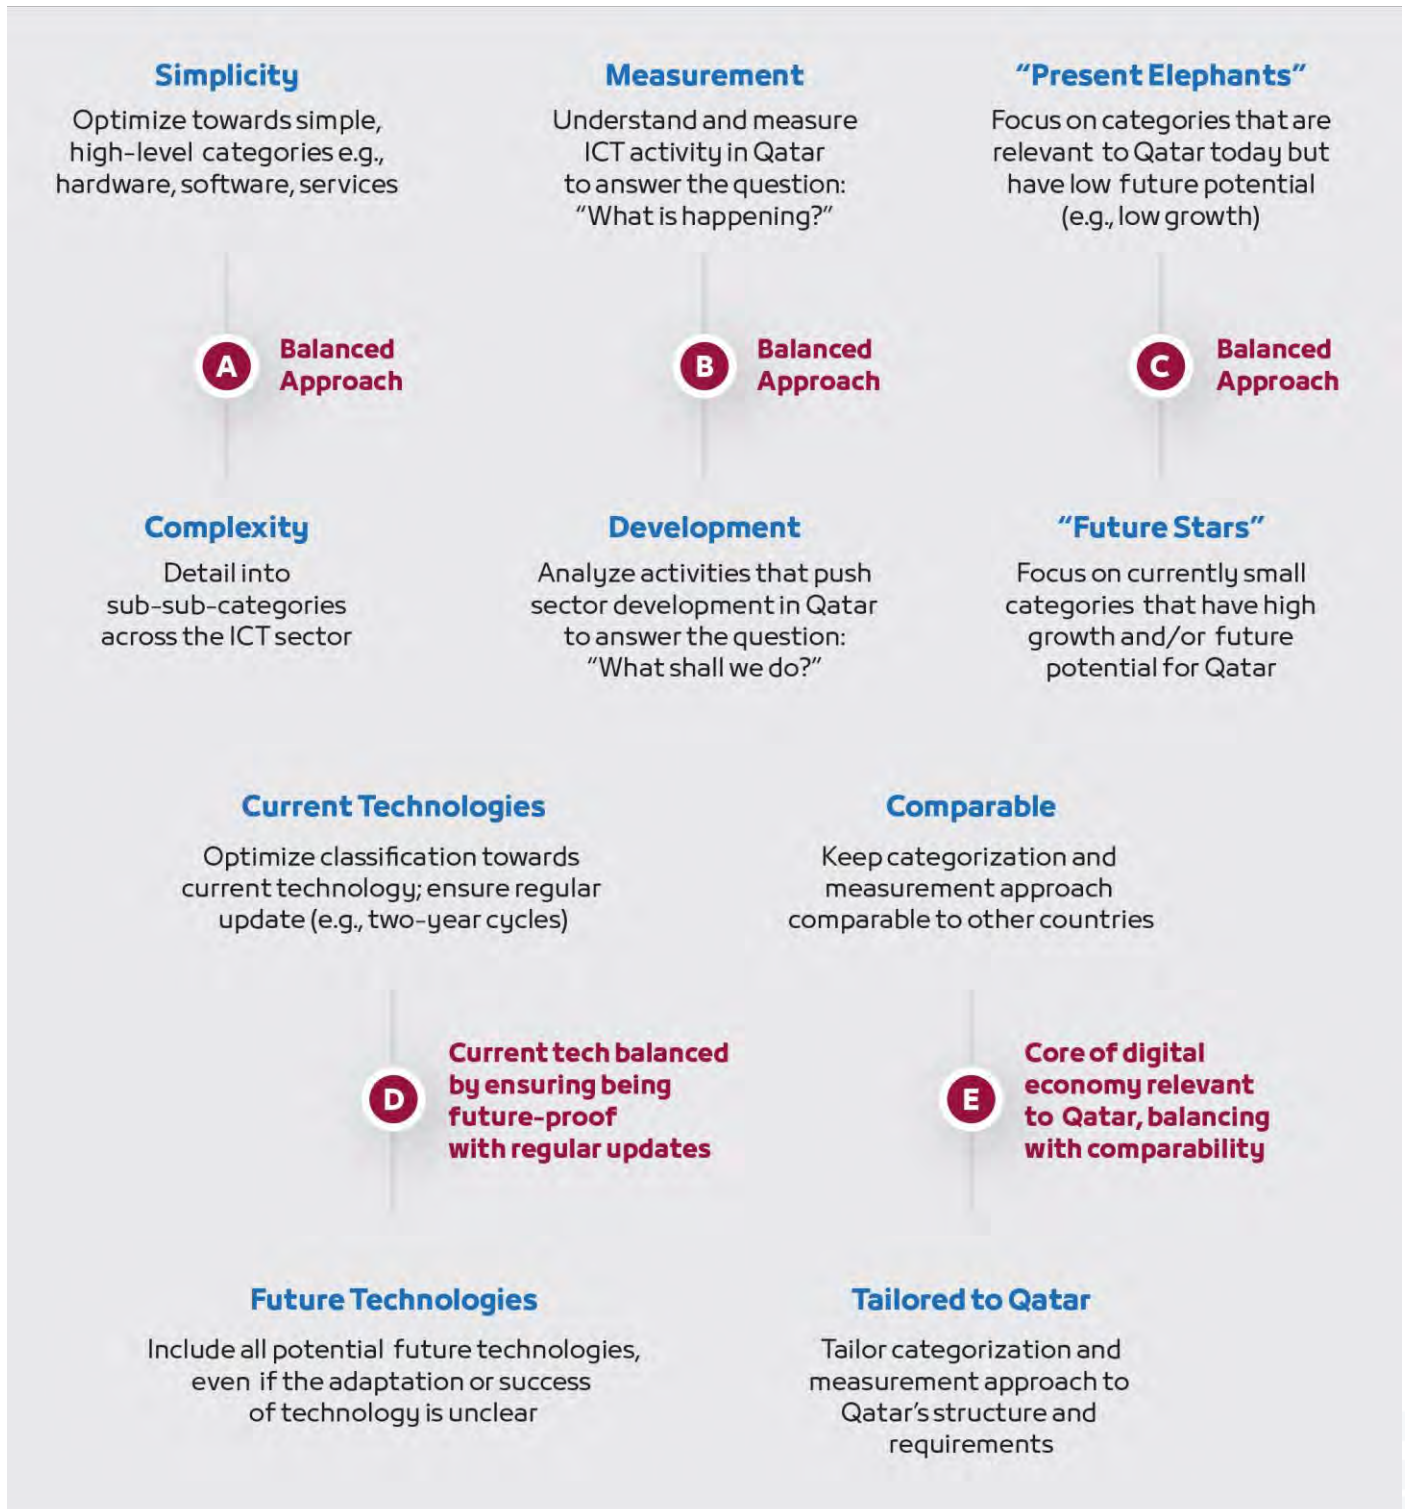 Simplicity
Optimize towards simple,
high-level categories e.g.,
hardware, software, services
A
Balanced
Approach
Complexity
Detail into
sub-sub-categories
across the ICT sector
Measurement
Understand and measure
ICT activity in Qatar
to answer the question:
“What is happening?”
B
Balanced
Approach
Development
Analyze activities that push
sector development in Qatar
to answer the question:
“What shall we do?”
“Present Elephants”
Focus on categories that are
relevant to Qatar today but
have low future potential
(e.g., low growth)
C
Balanced
Approach
“Future Stars”
Focus on currently small
categories that have high
growth and/or future
potential for Qatar
Current Technologies
Optimize classification towards
current technology; ensure regular
update (e.g., two-year cycles)
D
Current tech balanced
by ensuring being
future-proof
with regular updates
Future Technologies
Include all potential future technologies,
even if the adaptation or success
of technology is unclear
Comparable
Keep categorization and
measurement approach
comparable to other countries
E
Core of digital
economy relevant
to Qatar, balancing
with comparability
Tailored to Qatar
Tailor categorization and
measurement approach to
Qatar’s structure and
requirements